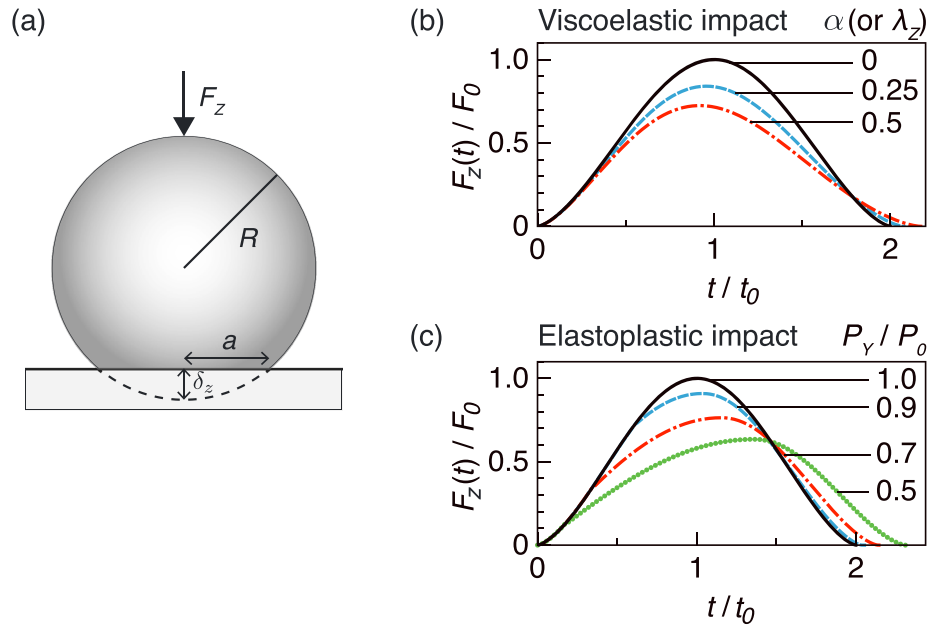 (a)
F_z
R
a
δ_z
(b) Viscoelastic impact α (or λ_z)
1.0
0.5
0
F_z(t) / F_0
0
0.25
0.5
0 1 2
t / t_0
(c) Elastoplastic impact P_Y / P_0
1.0
0.5
0
F_z(t) / F_0
1.0
0.9
0.7
0.5
0 1 2
t / t_0